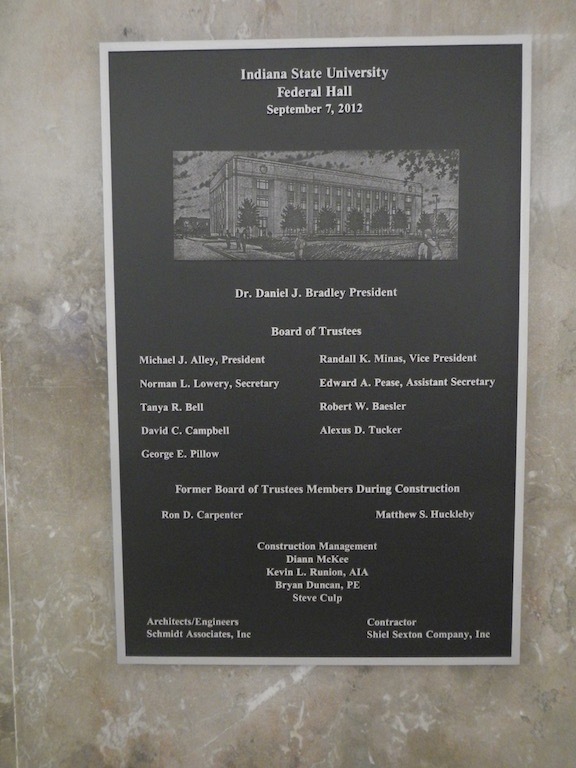 Indiana State University
Federal Hall
September 7, 2012
Dr. Daniel J. Bradley President
Board of Trustees
Michael J. Alley, President Randall K. Minas, Vice President
Norman L. Lowery, Secretary Edward A. Pease, Assistant Secretary
Tanya R. Bell Robert W. Baesler
David C. Campbell Alexus D. Tucker
George E. Pillow
Former Board of Trustees Members During Construction
Ron D. Carpenter Matthew S. Huckleby
Construction Management
Diann McKee
Kevin L. Runion, AIA
Bryan Duncan, PE
Steve Culp
Architects/Engineers Contractor
Schmidt Associates, Inc Shiel Sexton Company, Inc